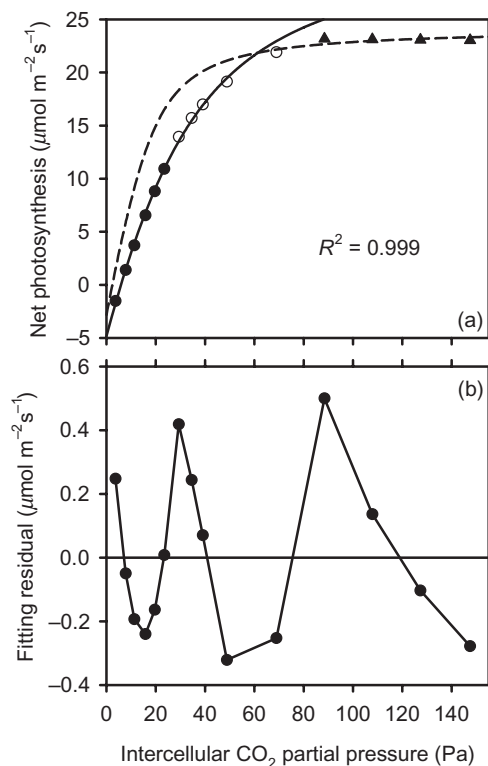 25
20
15
10
5
0
−5
Net photosynthesis (μmol m⁻² s⁻¹)
R² = 0.999
(a)
0.6
0.4
0.2
0.0
−0.2
−0.4
Fitting residual (μmol m⁻² s⁻¹)
(b)
0 20 40 60 80 100 120 140
Intercellular CO₂ partial pressure (Pa)